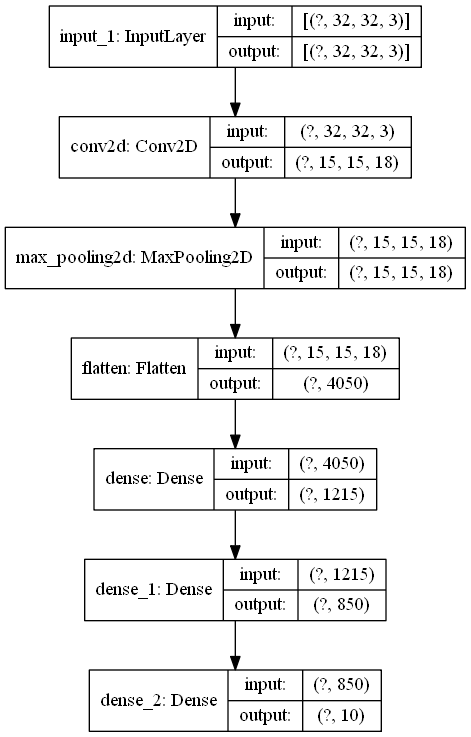 input_1: InputLayer
input: [(?, 32, 32, 3)]
output: [(?, 32, 32, 3)]
conv2d: Conv2D
input: (?, 32, 32, 3)
output: (?, 15, 15, 18)
max_pooling2d: MaxPooling2D
input: (?, 15, 15, 18)
output: (?, 15, 15, 18)
flatten: Flatten
input: (?, 15, 15, 18)
output: (?, 4050)
dense: Dense
input: (?, 4050)
output: (?, 1215)
dense_1: Dense
input: (?, 1215)
output: (?, 850)
dense_2: Dense
input: (?, 850)
output: (?, 10)